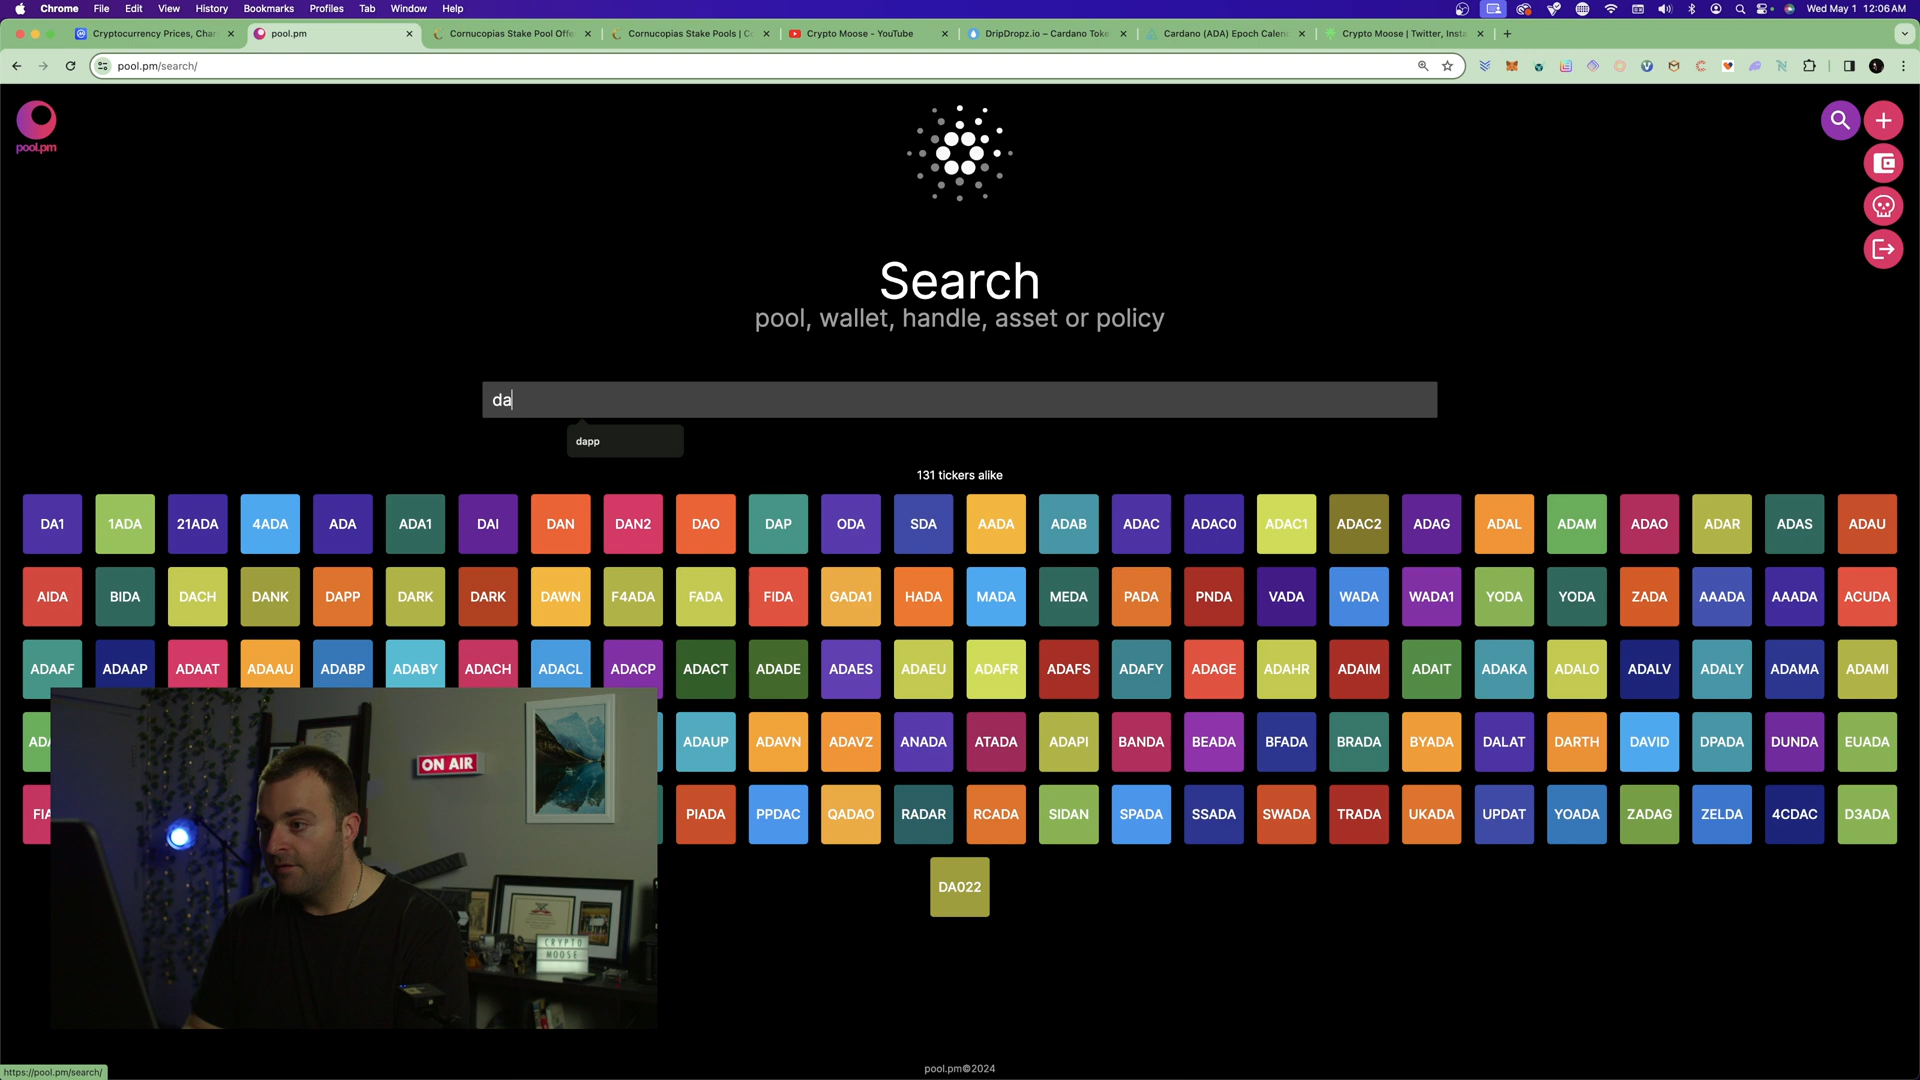 Chrome File Edit View History Bookmarks Profiles Tab Window Help Wed May 1 12:06AM
Cryptocurrency Prices, Cha pool.pm Cornucopias Stake Pool Offe Cornucopias Stake Pools | Co Crypto Moose - YouTube DripDropz.io – Cardano Toke Cardano (ADA) Epoch Calen Crypto Moose | Twitter, Insta
pool.pm/search/
pool.pm
Search
pool, wallet, handle, asset or policy
da
dapp
131 tickers alike
DA1 1ADA 21ADA 4ADA ADA ADA1 DAI DAN DAN2 DAO DAP ODA SDA AADA ADAB ADAC ADAC0 ADAC1 ADAC2 ADAG ADAL ADAM ADAO ADAR ADAS ADAU
AIDA BIDA DACH DANK DAPP DARK DARK DAWN F4ADA FADA FIDA GADA1 HADA MADA MEDA PADA PNDA VADA WADA WADA1 YODA YODA ZADA AAADA AAADA ACUDA
ADAAF ADAAP ADAAT ADAAU ADABP ADABY ADACH ADACL ADACP ADACT ADADE ADAES ADAEU ADAFR ADAFS ADAFY ADAGE ADAHR ADAIM ADAIT ADAKA ADALO ADALV ADALY ADAMA ADAMI
ADAUP ADAVN ADAVZ ANADA ATADA ADAPI BANDA BEADA BFADA BRADA BYADA DALAT DARTH DAVID DPADA DUNDA EUADA
PIADA PPDAC QADAO RADAR RCADA SIDAN SPADA SSADA SWADA TRADA UKADA UPDAT YOADA ZADAG ZELDA 4CDAC D3ADA
DA022
ON AIR
CRYPTO
MOOSE
pool.pm©2024
https://pool.pm/search/